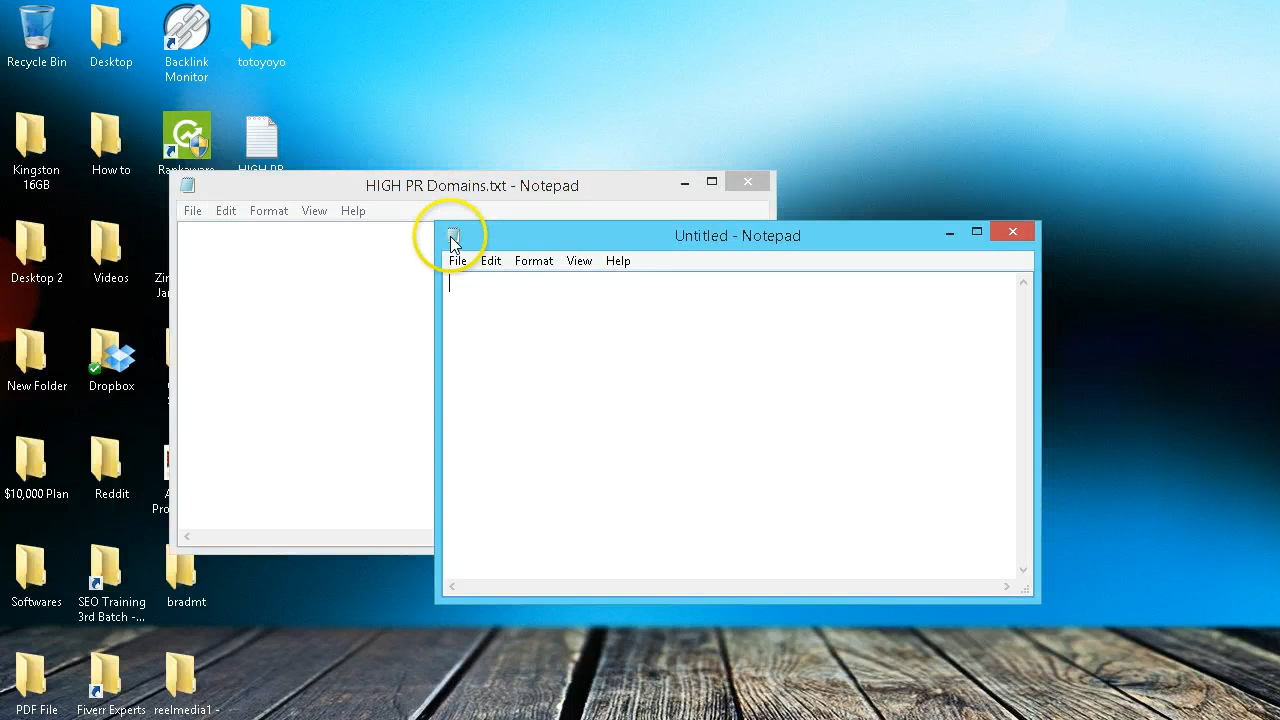 Recycle Bin
Desktop
Backlink
Monitor
totoyoyo
Kingston
16GB
How to
HIGH PR
HIGH PR Domains.txt - Notepad
File Edit Format View Help
Untitled - Notepad
File Edit Format View Help
Desktop 2
Videos
New Folder
Dropbox
$10,000 Plan
Reddit
Softwares
SEO Training
3rd Batch -...
bradmt
PDF File
Fiverr Experts
reelmedia1 -